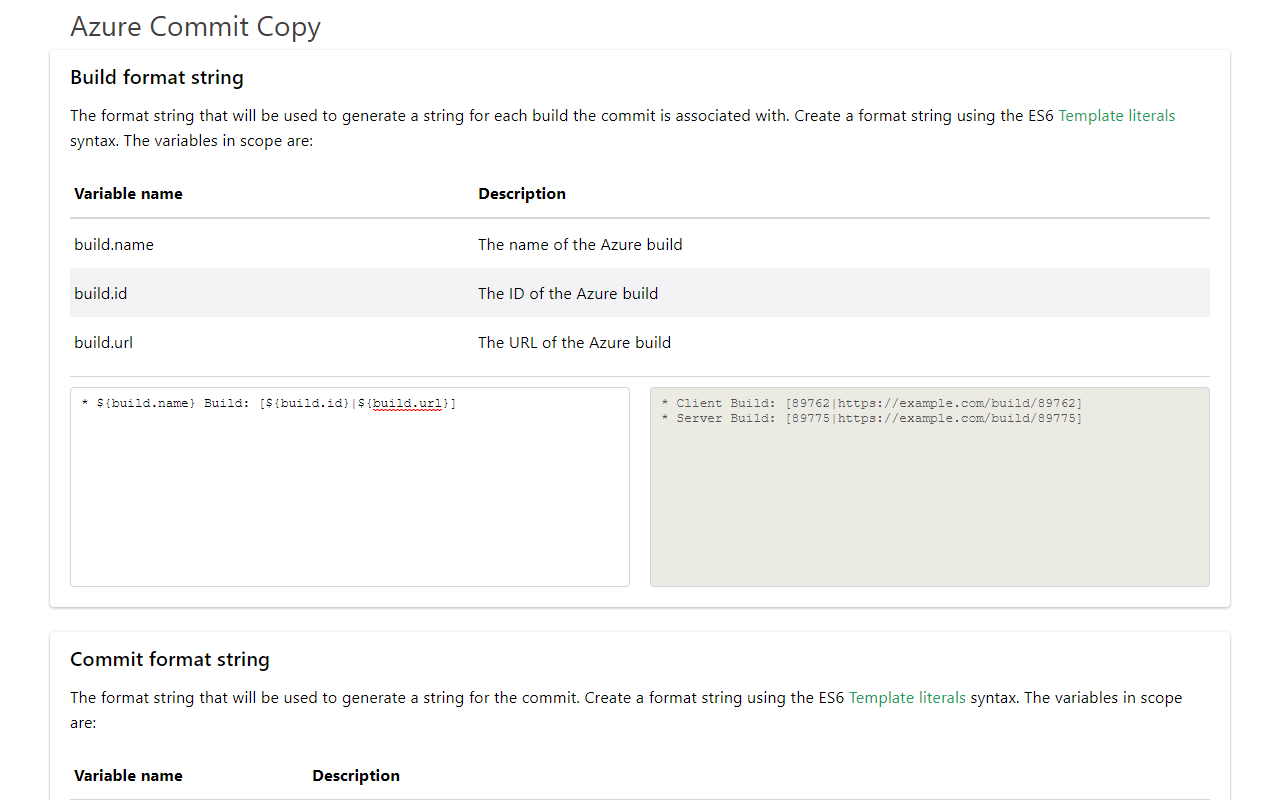 Azure Commit Copy
Build format string
The format string that will be used to generate a string for each build the commit is associated with. Create a format string using the ES6 Template literals
syntax. The variables in scope are:
Variable name Description
build.name The name of the Azure build
build.id The ID of the Azure build
build.url The URL of the Azure build
* ${build.name} Build: [${build.id}|${build.url}]
* Client Build: [89762|https://example.com/build/89762]
* Server Build: [89775|https://example.com/build/89775]
Commit format string
The format string that will be used to generate a string for the commit. Create a format string using the ES6 Template literals syntax. The variables in scope
are:
Variable name Description